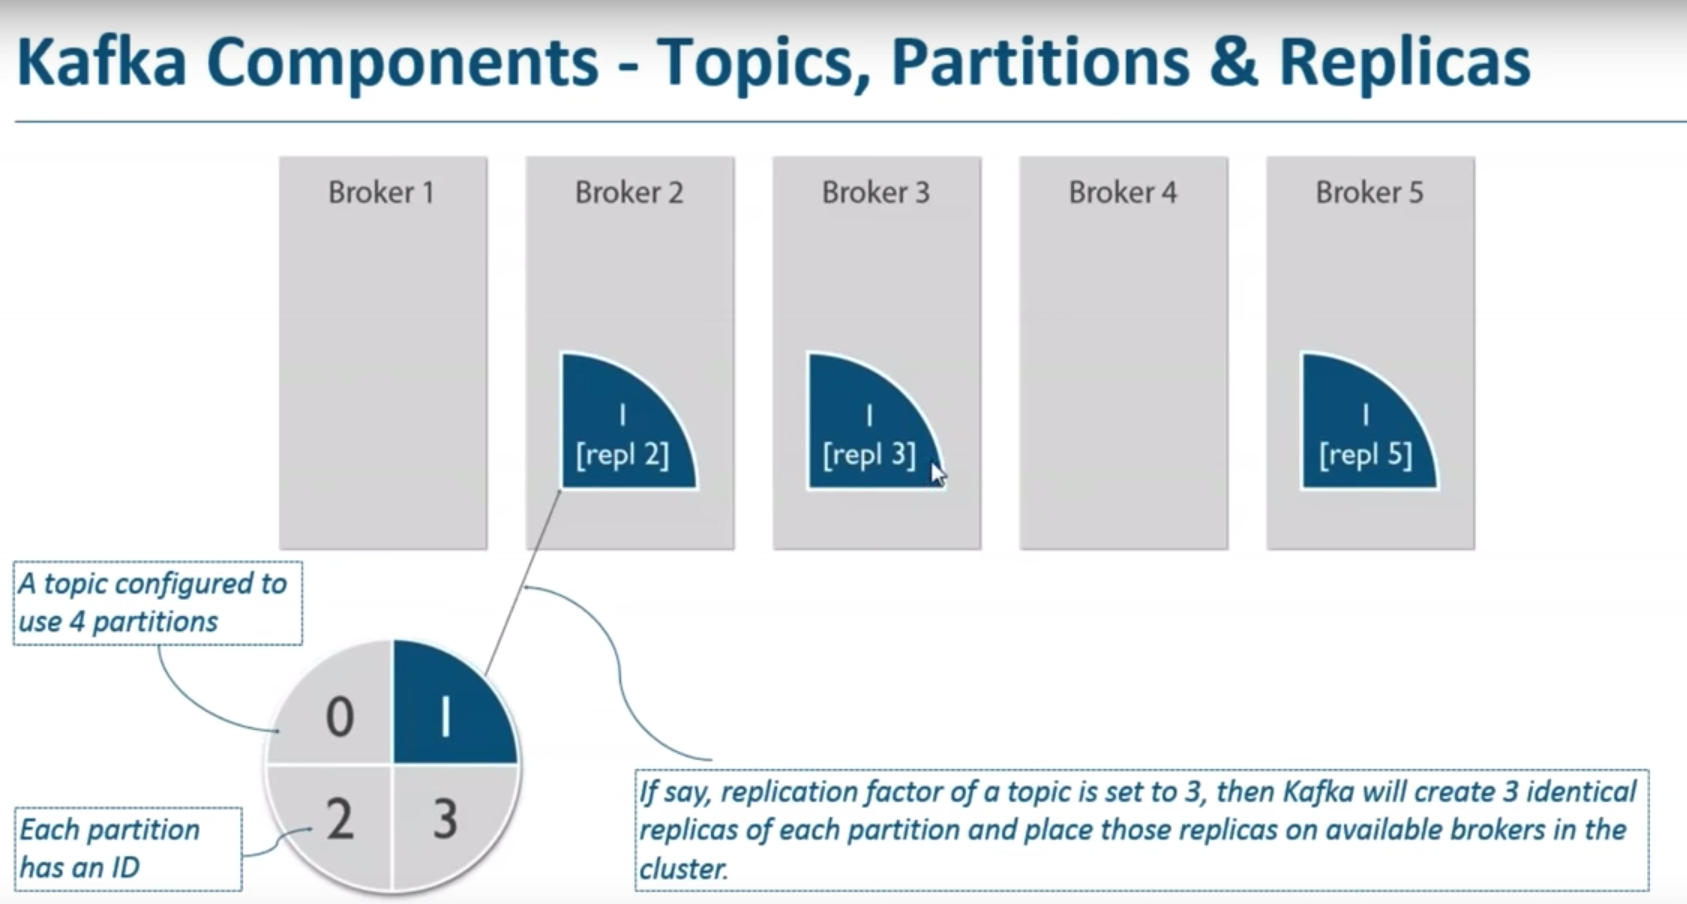 Kafka Components - Topics, Partitions & Replicas
Broker 1
Broker 2
Broker 3
Broker 4
Broker 5
1
[repl 2]
1
[repl 3]
1
[repl 5]
A topic configured to
use 4 partitions
0
1
2
3
Each partition
has an ID
If say, replication factor of a topic is set to 3, then Kafka will create 3 identical
replicas of each partition and place those replicas on available brokers in the
cluster.